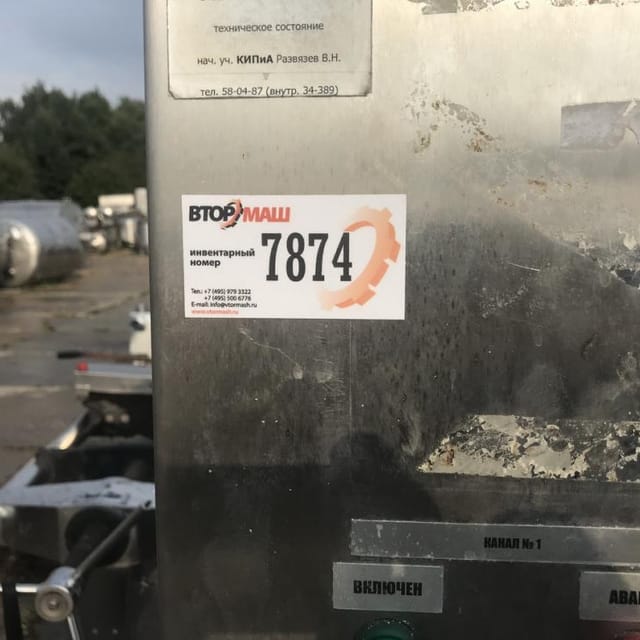 техническое состояние
нач. уч. КИПиА Развязев В.Н.
тел. 58-04-87 (внутр. 34-389)
ВТОРМАШ
инвентарный
номер
7874
Тел.: +7 (495) 979 3322
+7 (495) 500 6776
E-mail: info@vtormash.ru
www.vtormash.ru
КАНАЛ № 1
ВКЛЮЧЕН